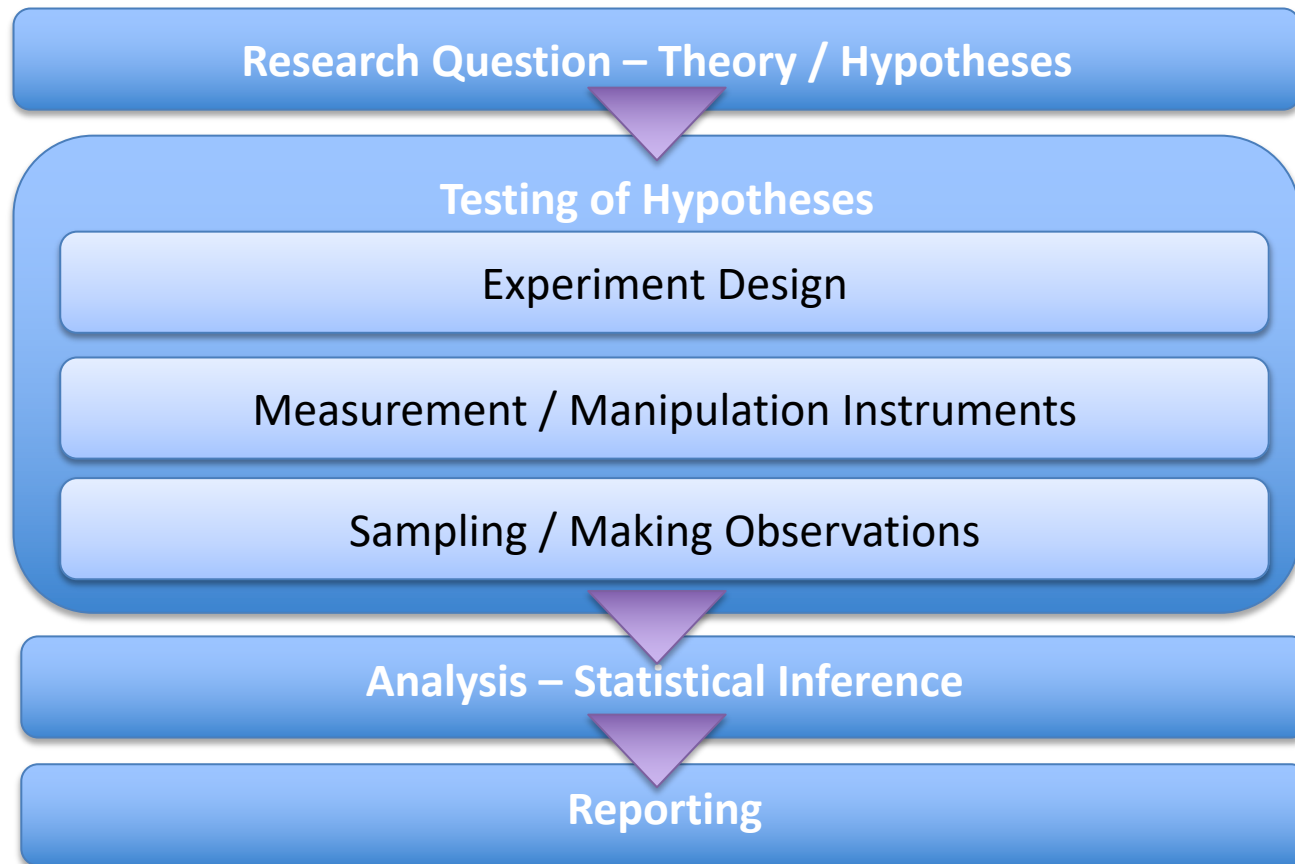 Research Question – Theory / Hypotheses
Testing of Hypotheses
Experiment Design
Measurement / Manipulation Instruments
Sampling / Making Observations
Analysis – Statistical Inference
Reporting